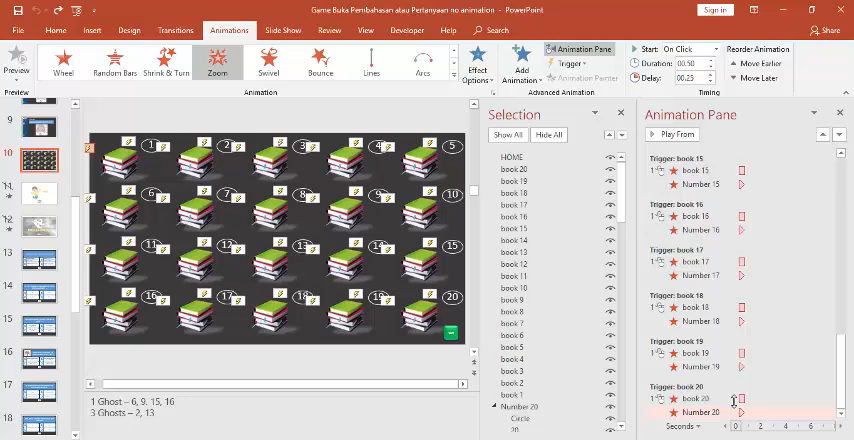 Game Buka Pembahasan atau Pertanyaan no animation - PowerPoint
Sign in
File Home Insert Design Transitions Animations Slide Show Review View Developer Help Search Share
Preview Wheel Random Bars Shrink & Turn Zoom Swivel Bounce Lines Arcs Effect Options Add Animation Animation Pane Trigger Animation Painter Start: On Click Duration: 00.50 Delay: 00.25 Reorder Animation Move Earlier Move Later
Preview Animation Advanced Animation Timing
9
10
11
12
13
14
15
16
17
18
1 2 3 4 5
6 7 8 9 10
11 12 13 14 15
16 17 18 19 20
1 Ghost – 6, 9. 15, 16
3 Ghosts – 2, 13
Selection
Show All Hide All
HOME
book 20
book 19
book 18
book 17
book 16
book 15
book 14
book 13
book 12
book 11
book 10
book 9
book 8
book 7
book 6
book 5
book 4
book 3
book 2
book 1
Number 20
Circle
20
Animation Pane
Play From
Trigger: book 15
1 book 15
Number 15
Trigger: book 16
1 book 16
Number 16
Trigger: book 17
1 book 17
Number 17
Trigger: book 18
1 book 18
Number 18
Trigger: book 19
1 book 19
Number 19
Trigger: book 20
1 book 20
Number 20
Seconds 0 2 4 6 8